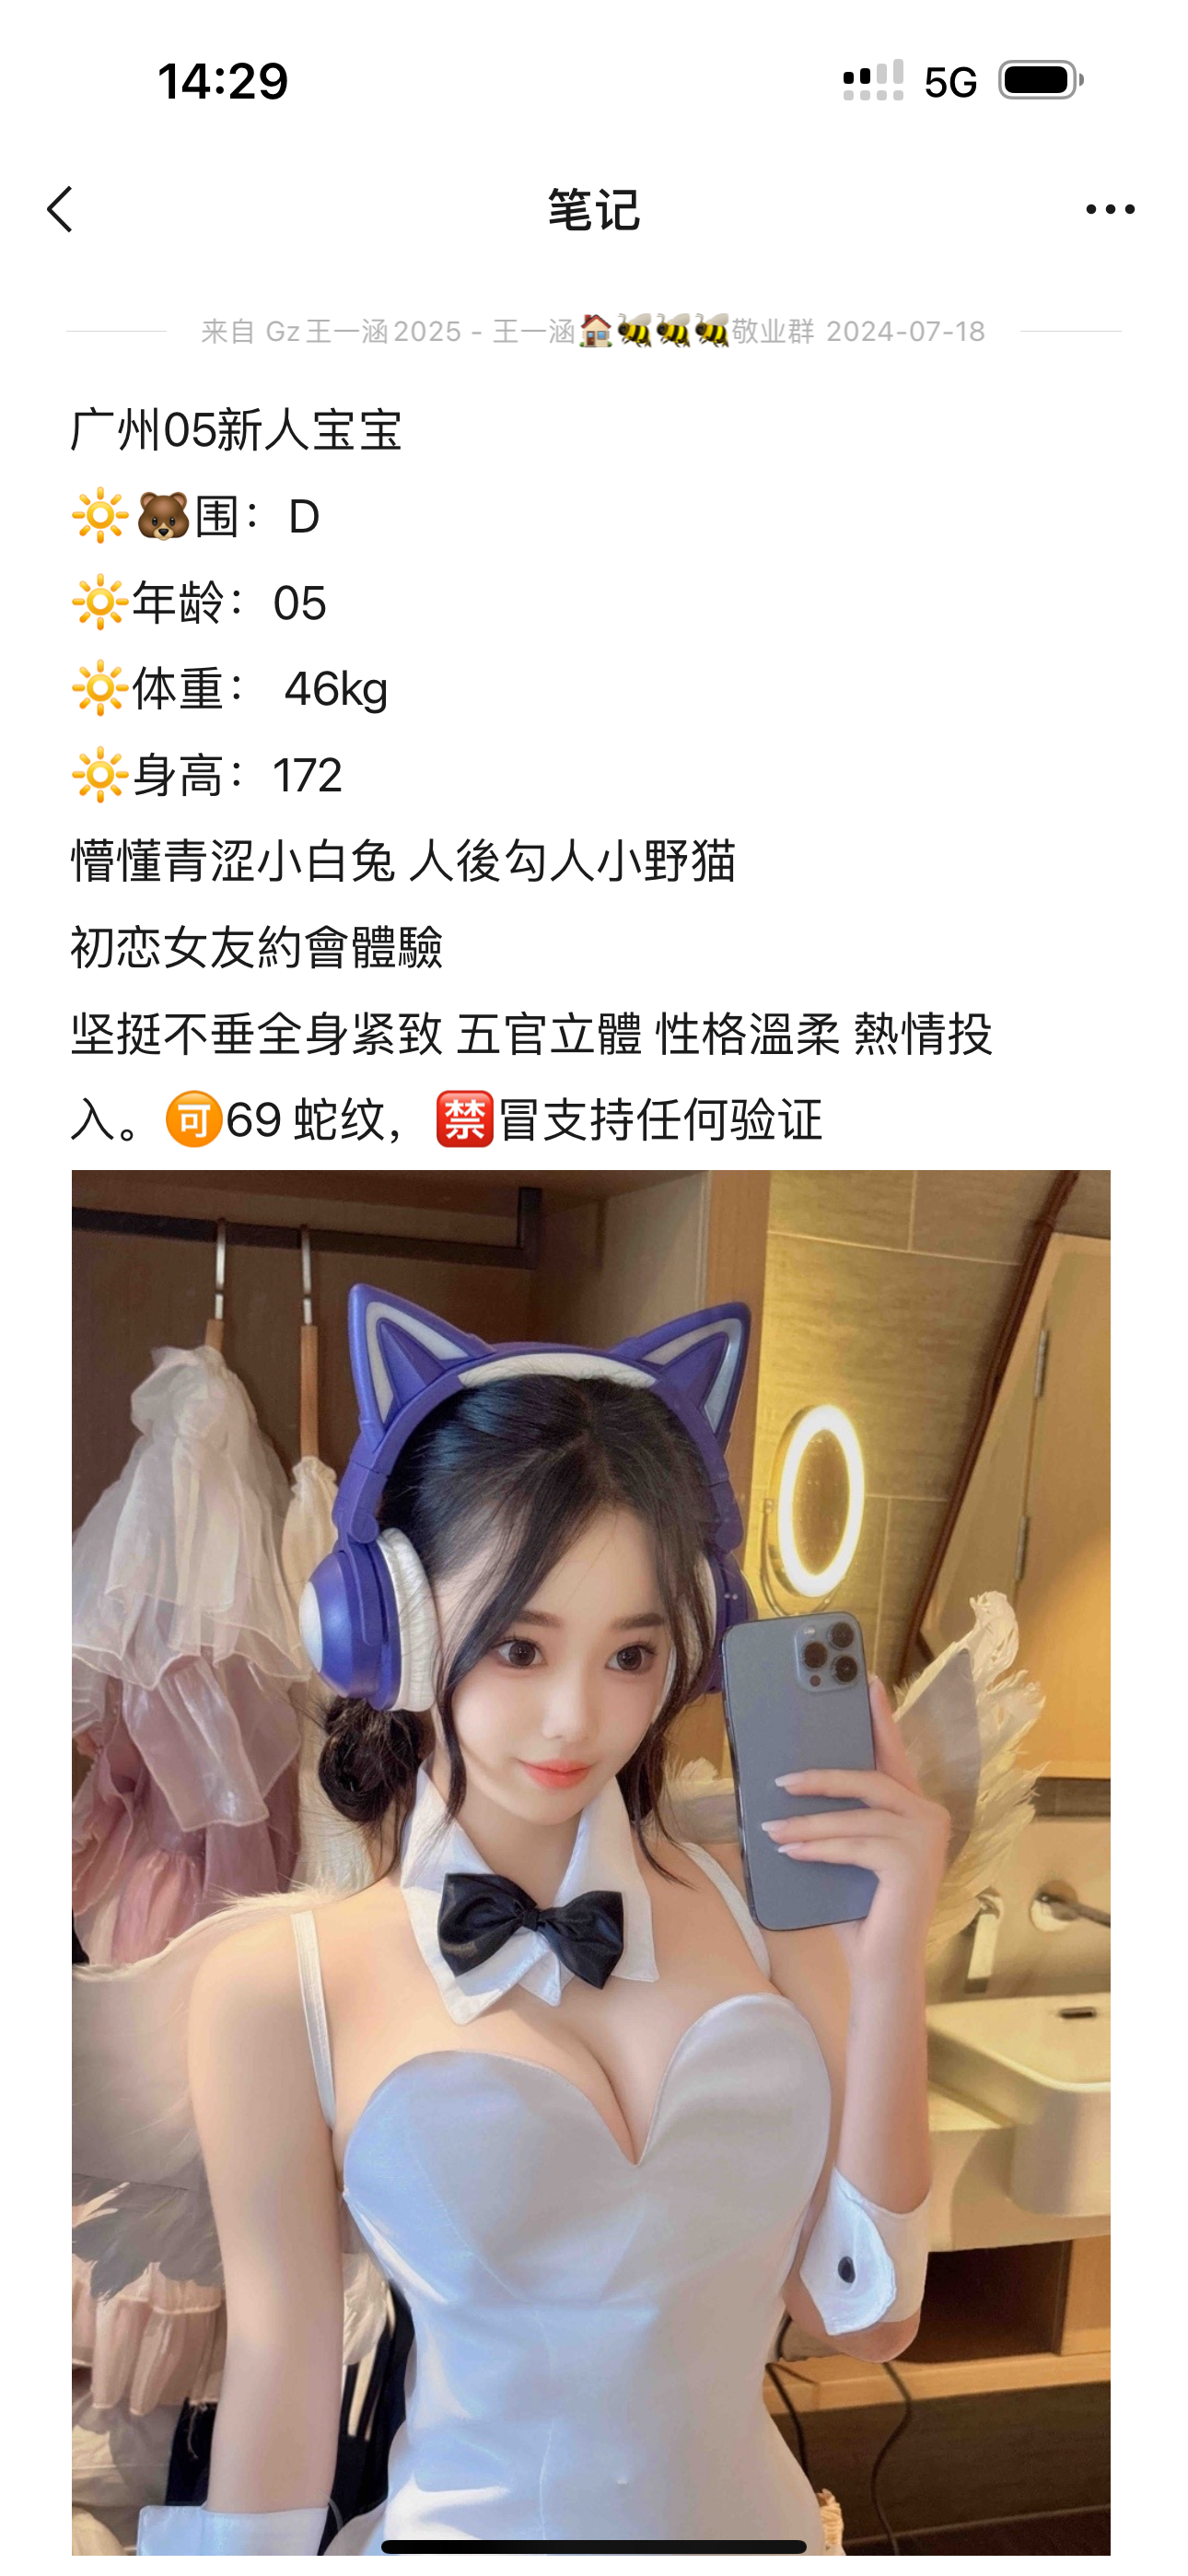 14:29
5G
笔记
来自 Gz王一涵2025 - 王一涵🏠🐝🐝🐝敬业群 2024-07-18
广州05新人宝宝
🔆🐻围：D
🔆年龄：05
🔆体重： 46kg
🔆身高：172
懵懂青涩小白兔 人後勾人小野猫
初恋女友約會體驗
坚挺不垂全身紧致 五官立體 性格溫柔 熱情投
入。🉑69 蛇纹，🈲冒支持任何验证